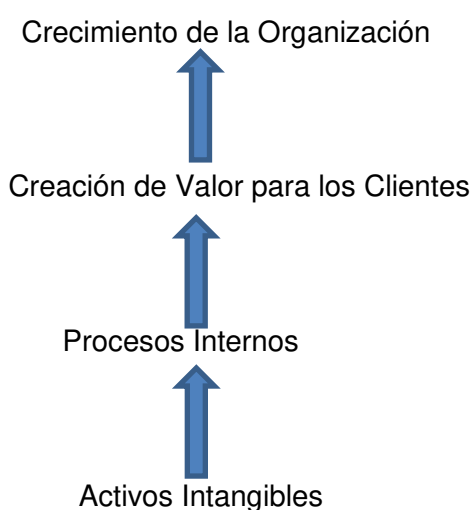 Crecimiento de la Organización
Creación de Valor para los Clientes
Procesos Internos
Activos Intangibles